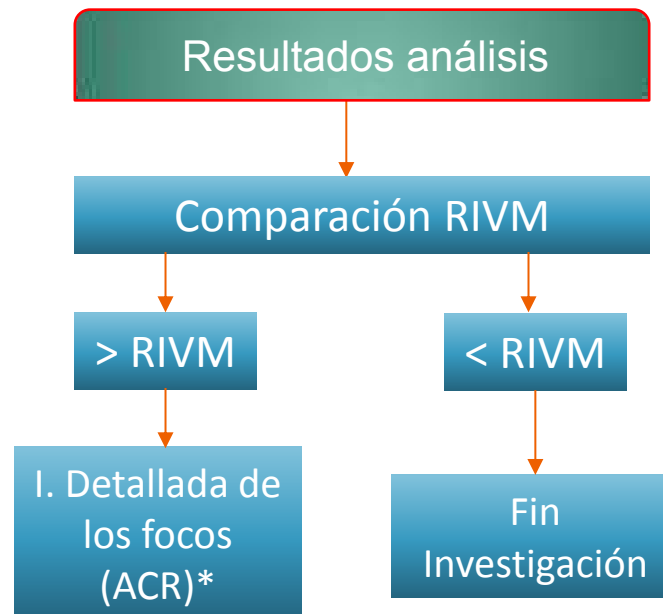 Resultados análisis
Comparación RIVM
> RIVM
< RIVM
I. Detallada de
los focos
(ACR)*
Fin
Investigación